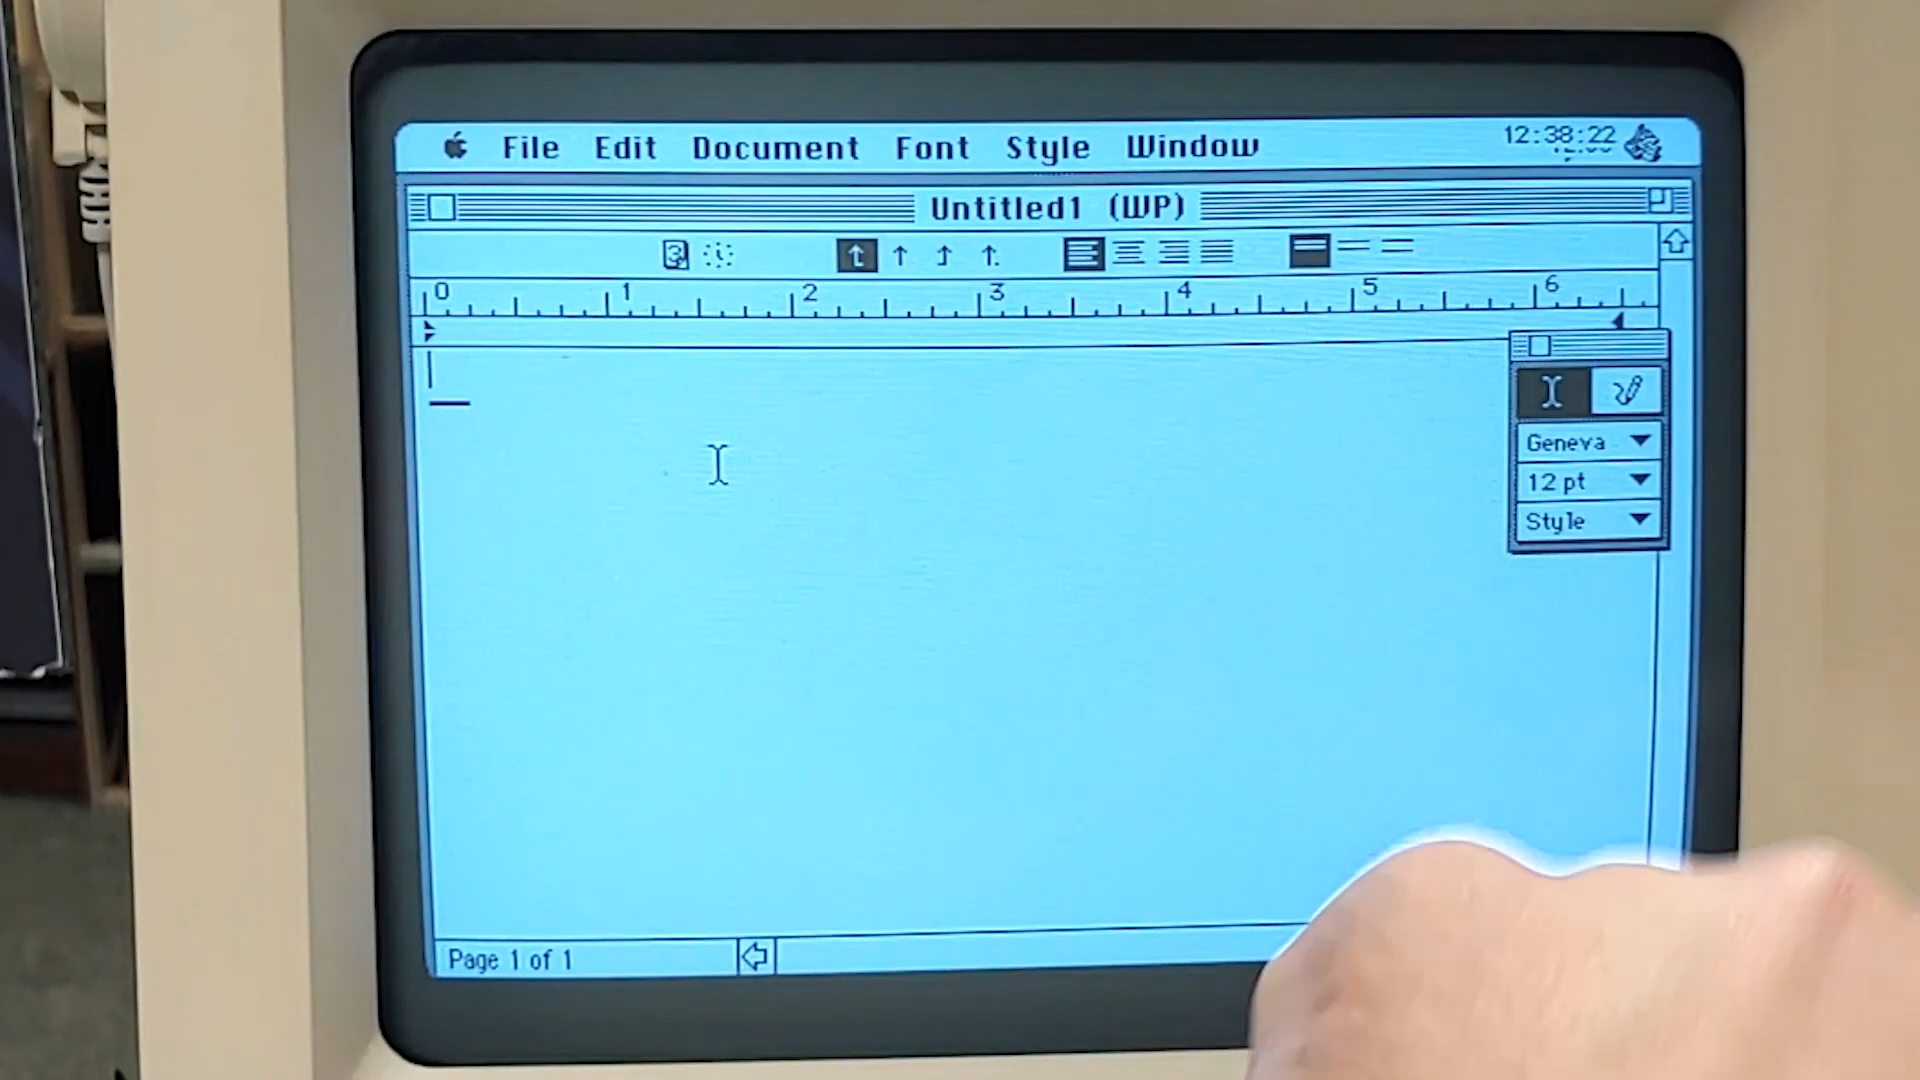 File Edit Document Font Style Window 12:38:22
Untitled1 (WP)
3
0 1 2 3 4 5 6
Geneva
12 pt
Style
Page 1 of 1